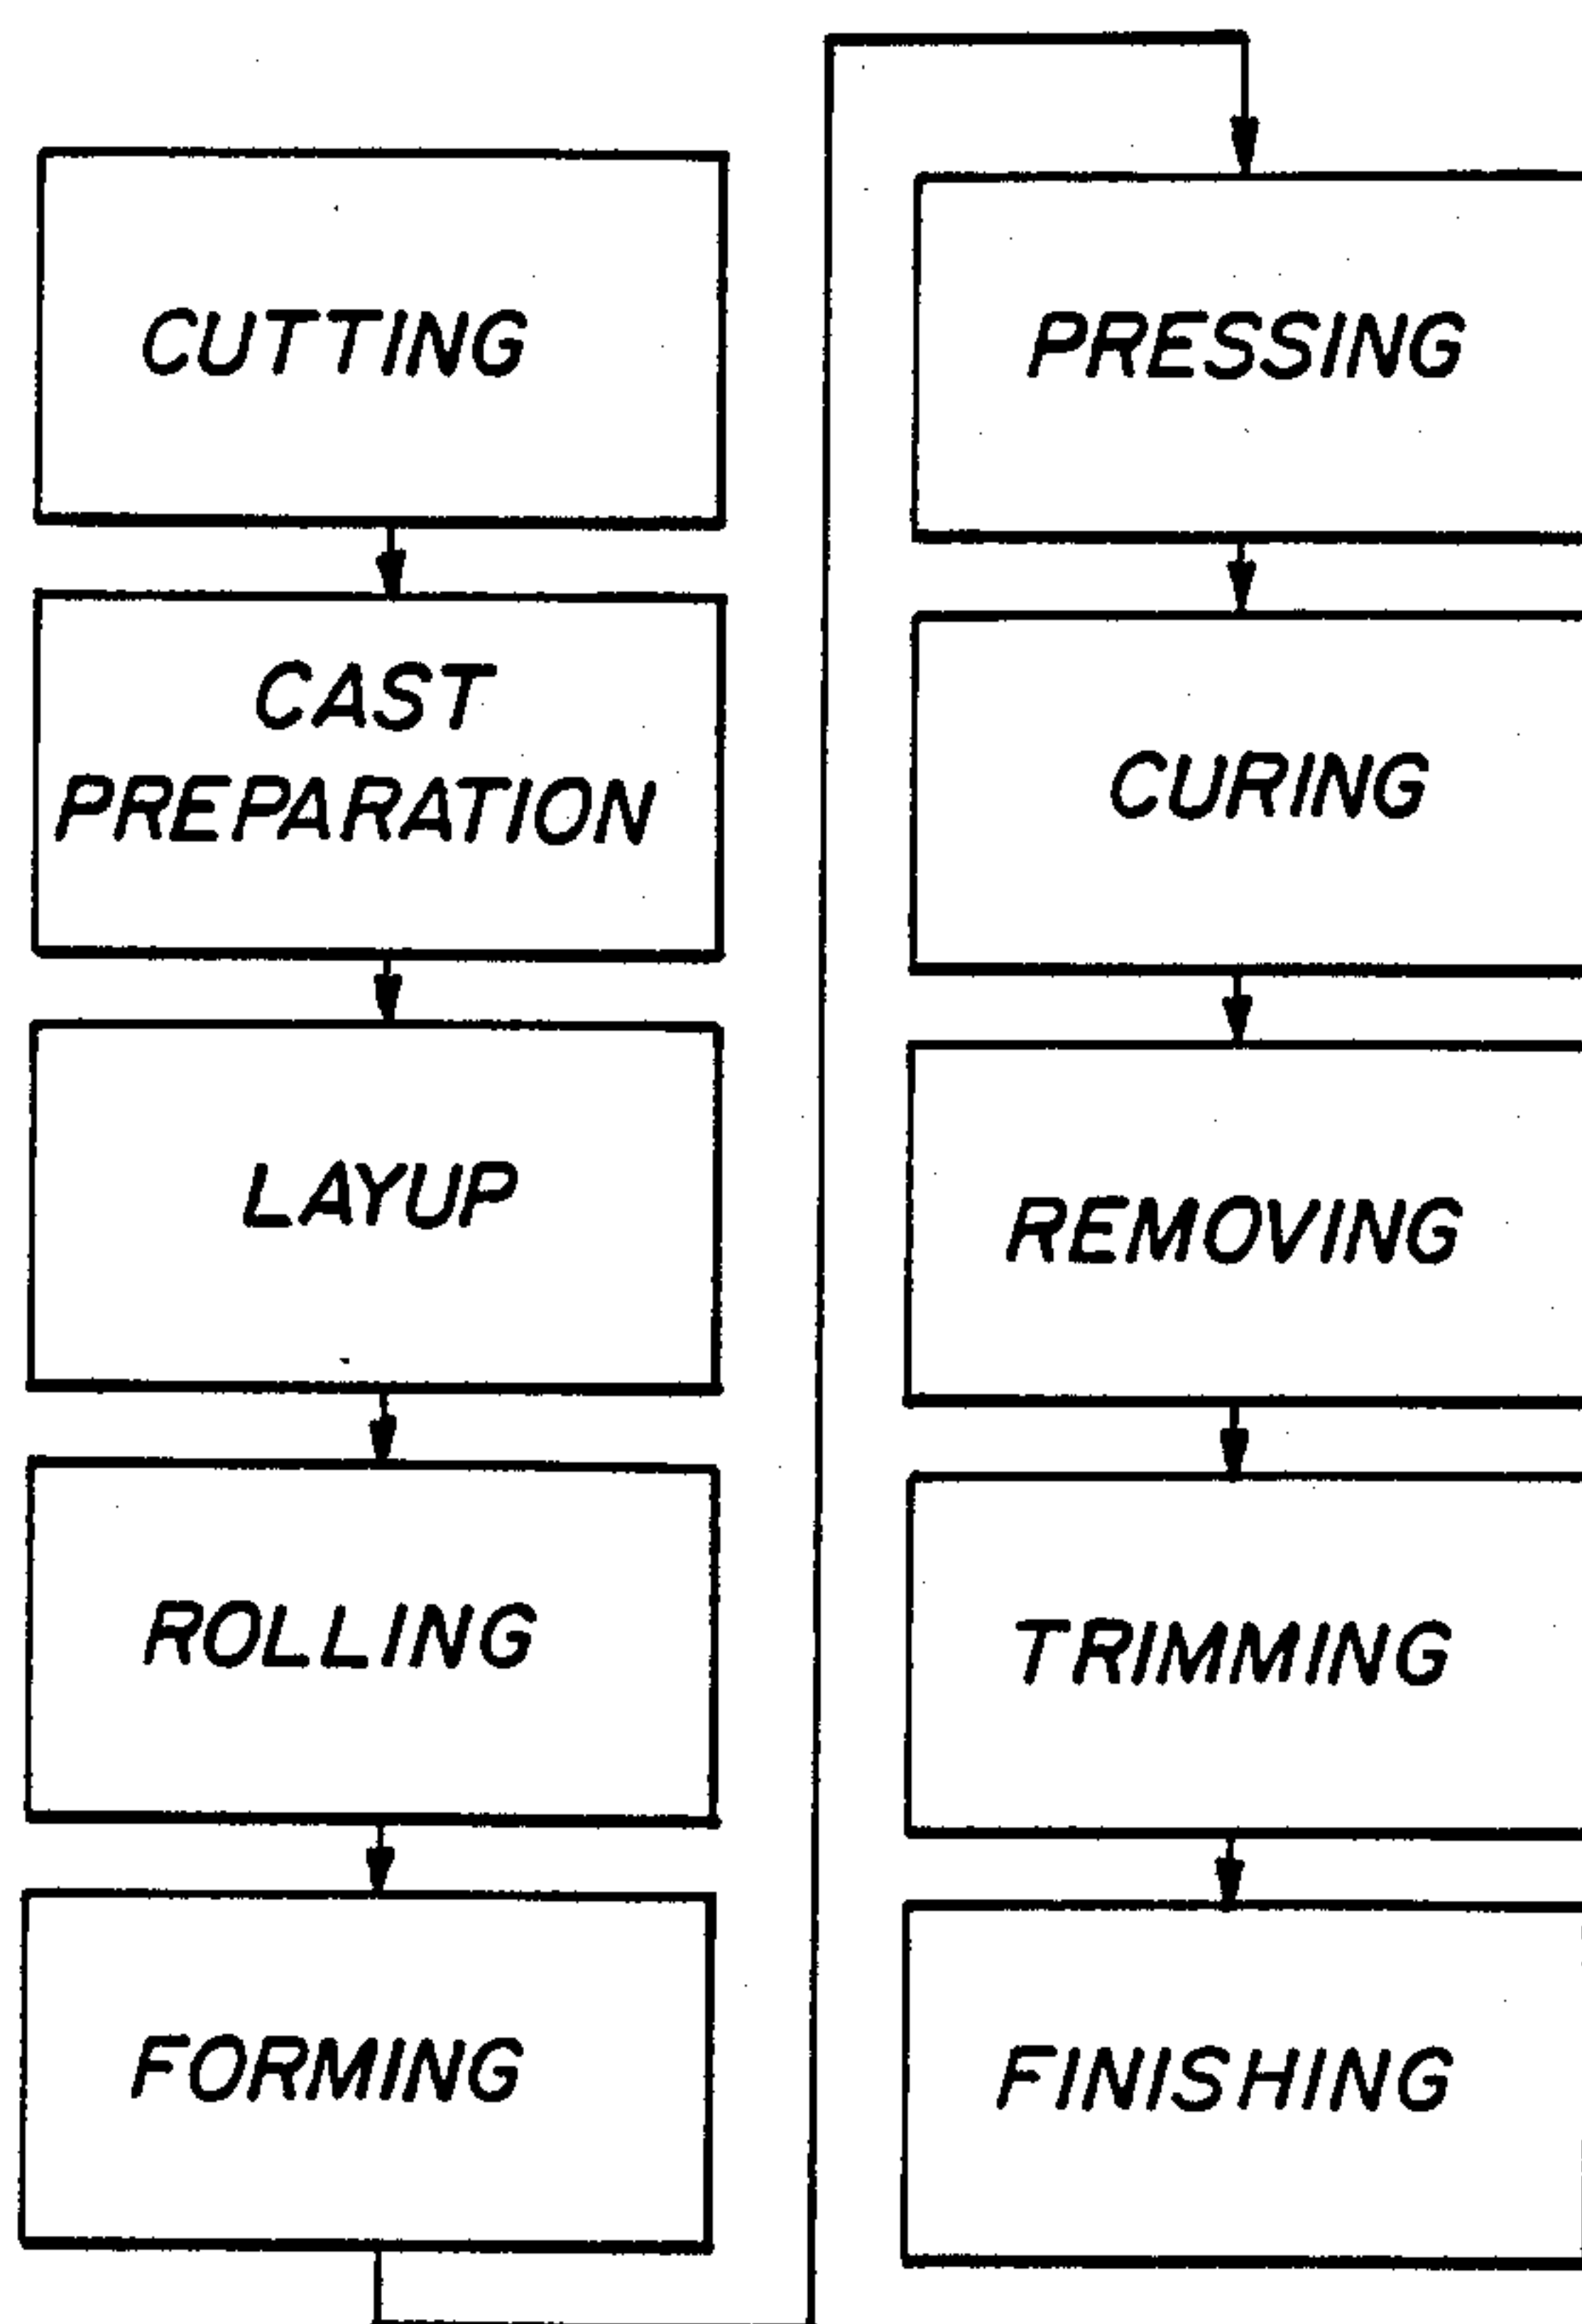 CUTTING
CAST
PREPARATION
LAYUP
ROLLING
FORMING
PRESSING
CURING
REMOVING
TRIMMING
FINISHING